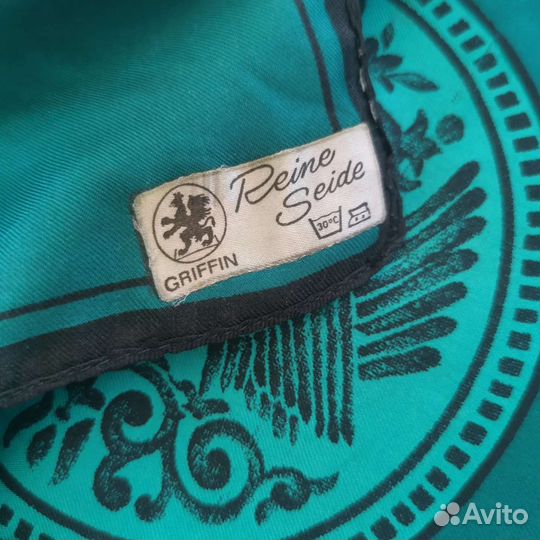 Reine
Seide
30°C
GRIFFIN
Avito